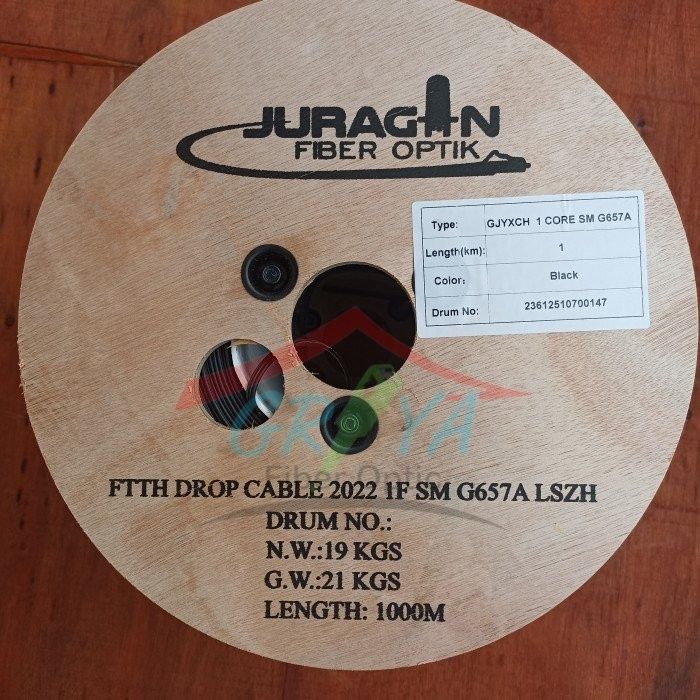 JURAGAN
FIBER OPTIK
Type: GJYXCH 1 CORE SM G657A
Length(km): 1
Color: Black
Drum No: 23612510700147
GRIYA
Fiber Optic
FTTH DROP CABLE 2022 1F SM G657A LSZH
DRUM NO.:
N.W.:19 KGS
G.W.:21 KGS
LENGTH: 1000M